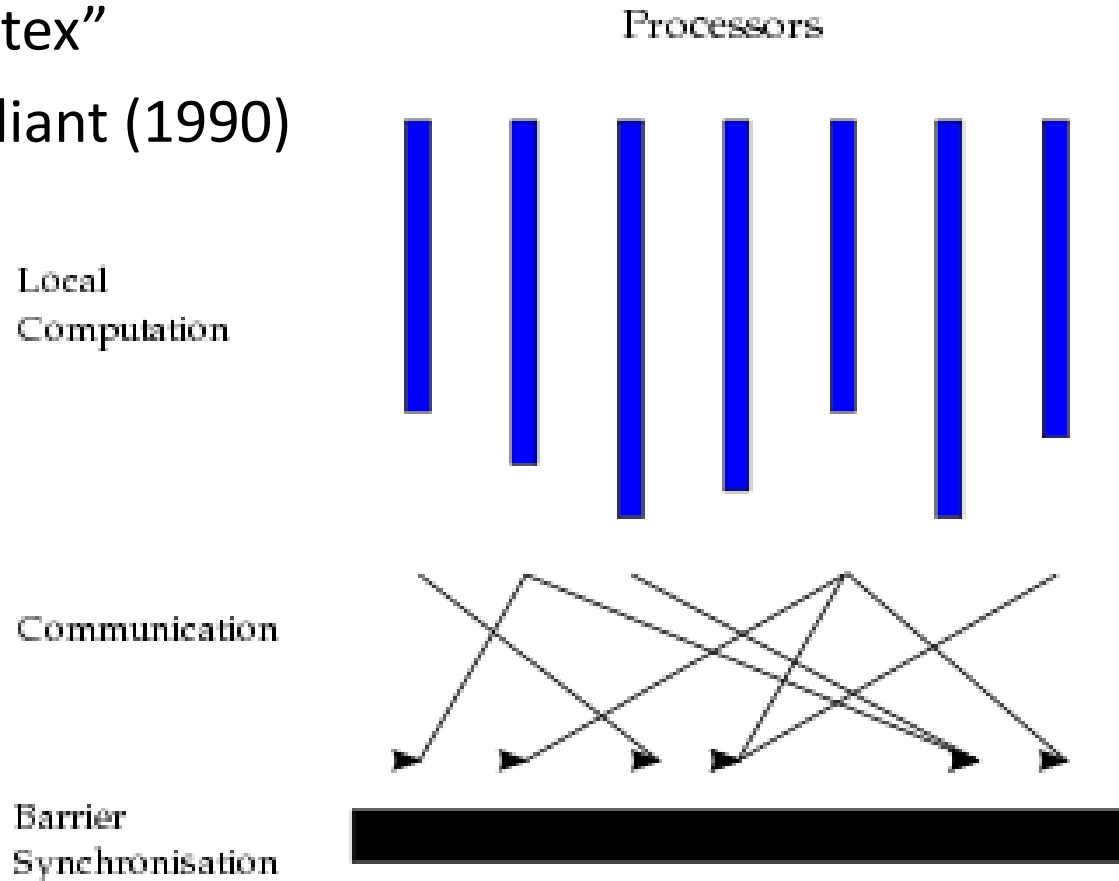 tex”
liant (1990)
Processors
Local
Computation
Communication
Barrier
Synchronisation